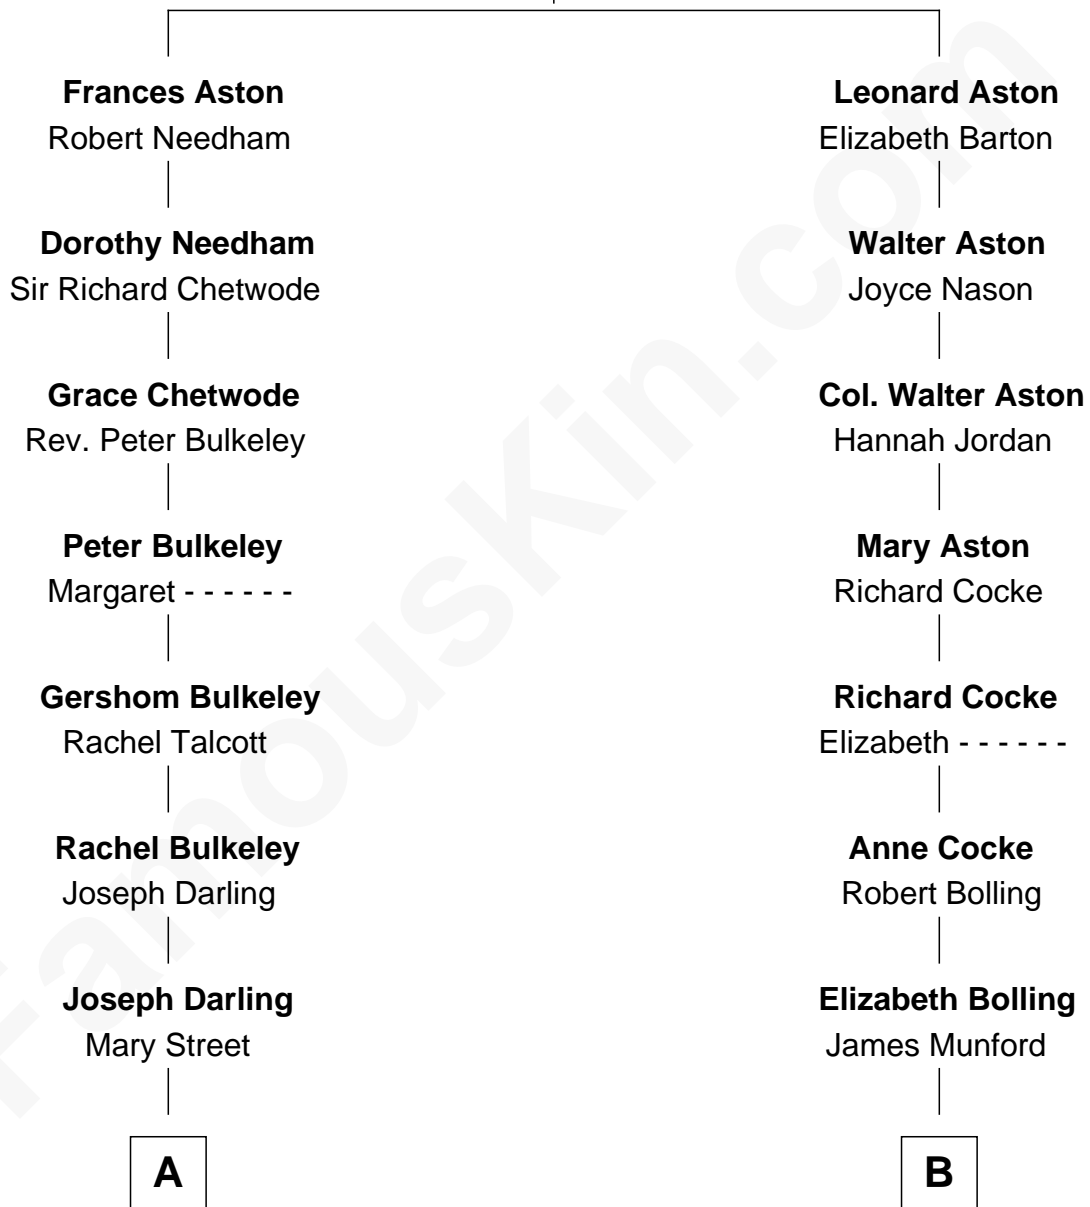 Frances Aston
Robert Needham
Dorothy Needham
Sir Richard Chetwode
Grace Chetwode
Rev. Peter Bulkeley
Peter Bulkeley
Margaret - - - - - -
Gershom Bulkeley
Rachel Talcott
Rachel Bulkeley
Joseph Darling
Joseph Darling
Mary Street
A
Leonard Aston
Elizabeth Barton
Walter Aston
Joyce Nason
Col. Walter Aston
Hannah Jordan
Mary Aston
Richard Cocke
Richard Cocke
Elizabeth - - - - - -
Anne Cocke
Robert Bolling
Elizabeth Bolling
James Munford
B
FamousKin.com